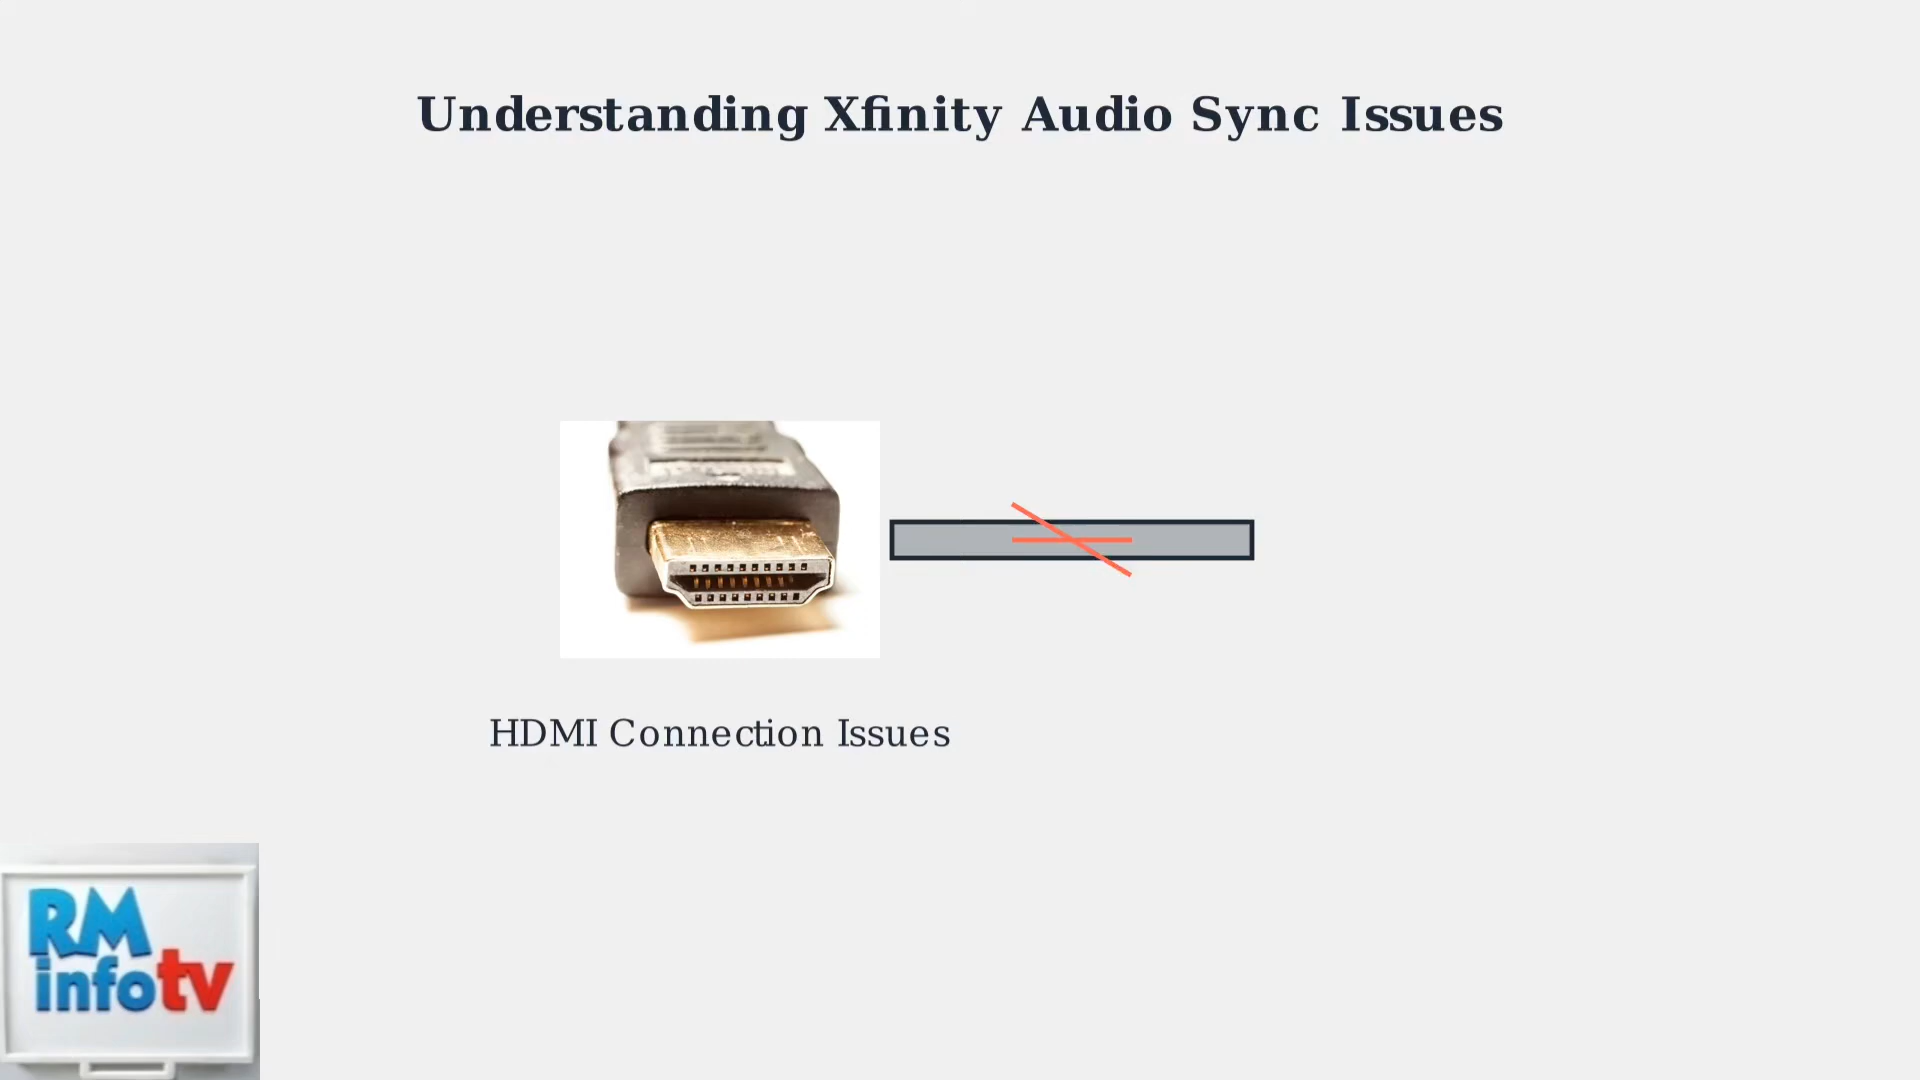 Understanding Xfinity Audio Sync Issues
HDMI Connection Issues
RM
infotv